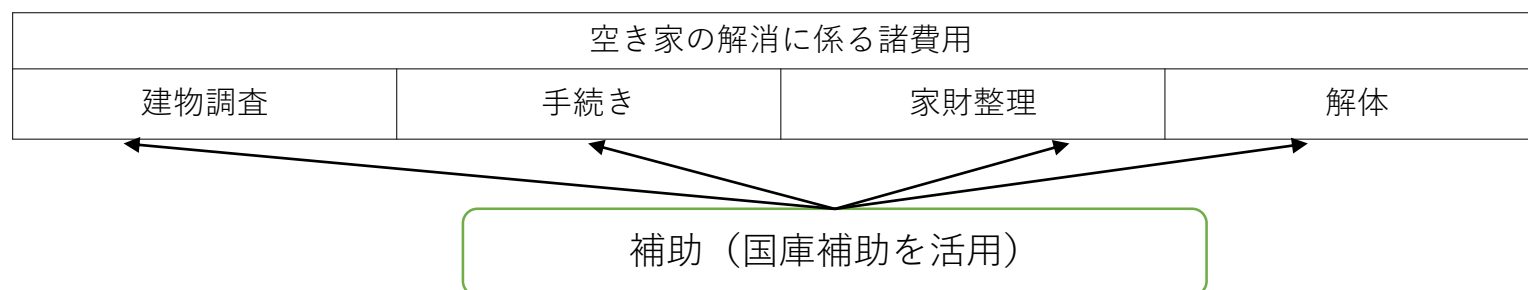 空き家の解消に係る諸費用
建物調査
手続き
家財整理
解体
補助（国庫補助を活用）